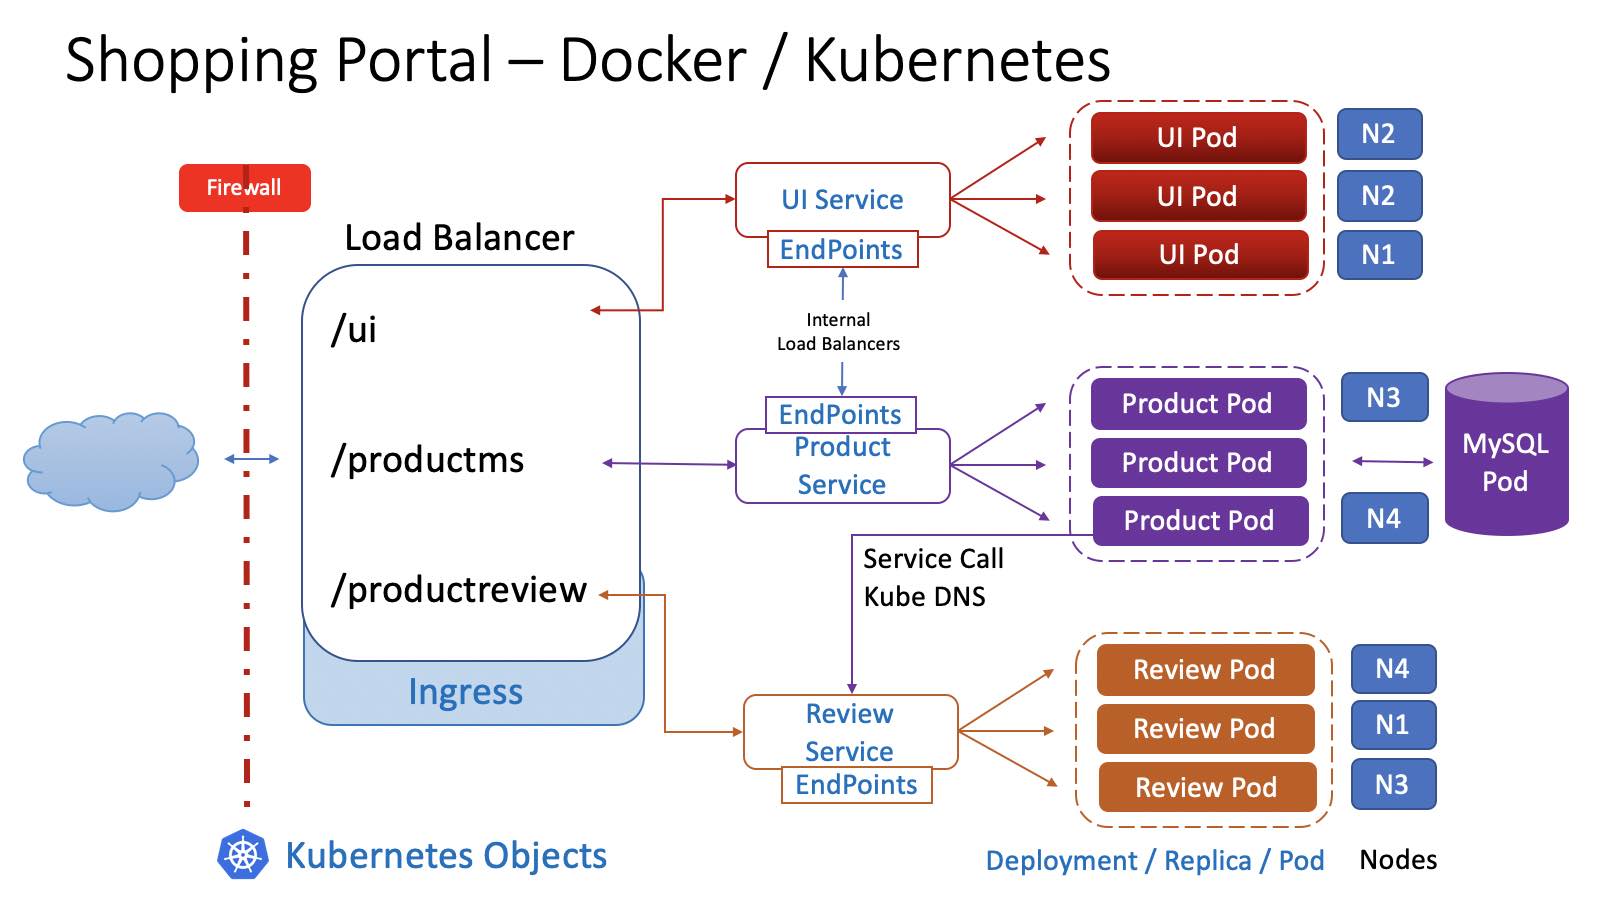 Shopping Portal – Docker / Kubernetes
Firewall
Load Balancer
/ui
/productms
/productreview
Ingress
UI Service
EndPoints
Internal
Load Balancers
EndPoints
Product
Service
Service Call
Kube DNS
Review
Service
EndPoints
UI Pod
N2
UI Pod
N2
UI Pod
N1
Product Pod
N3
Product Pod
Product Pod
N4
MySQL
Pod
Review Pod
N4
Review Pod
N1
Review Pod
N3
Kubernetes Objects
Deployment / Replica / Pod
Nodes